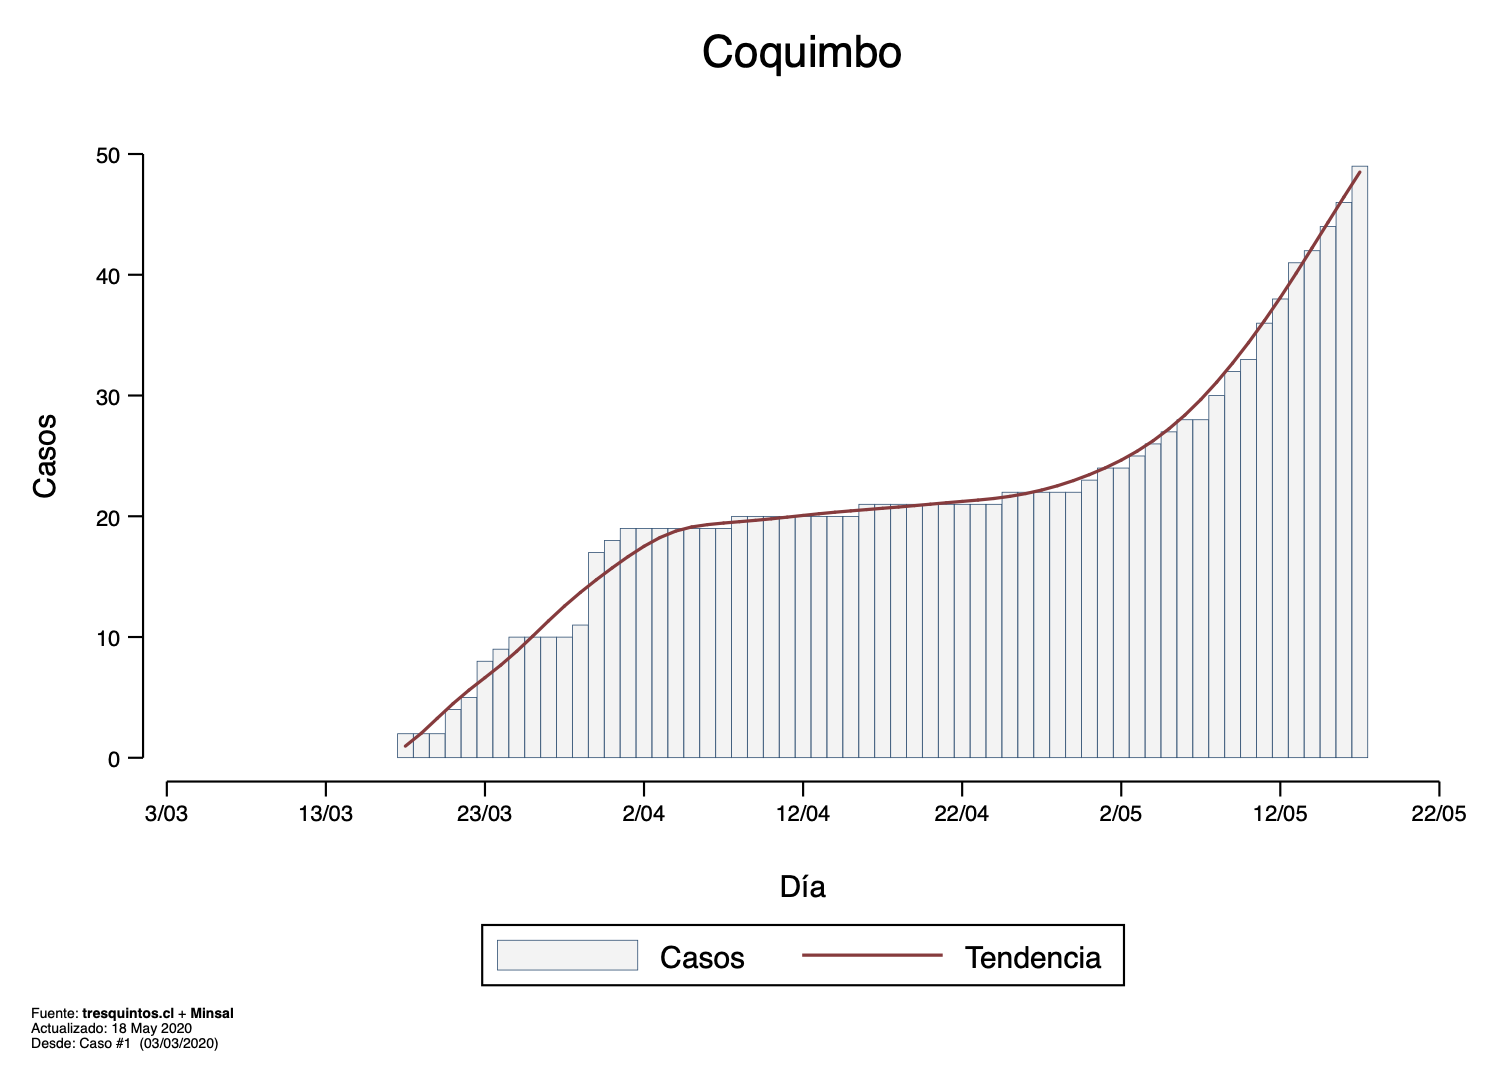 Coquimbo
50
40
30
20
10
0
Casos
3/03 13/03 23/03 2/04 12/04 22/04 2/05 12/05 22/05
Día
Casos Tendencia
Fuente: tresquintos.cl + Minsal
Actualizado: 18 May 2020
Desde: Caso #1 (03/03/2020)